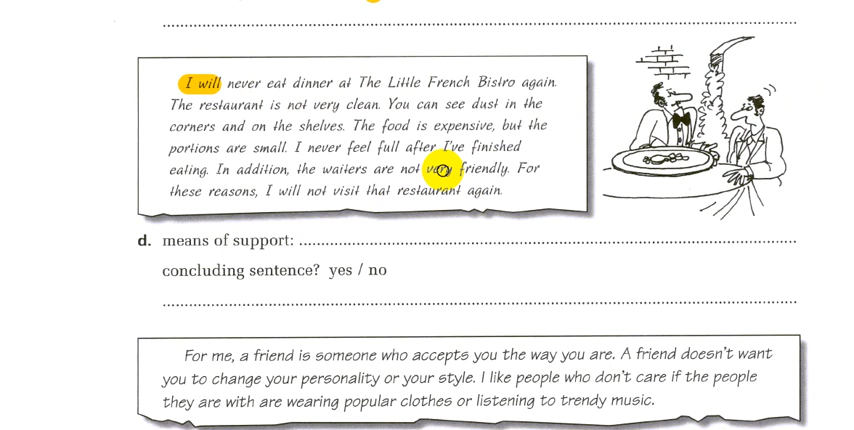 I will never eat dinner at The Little French Bistro again.
The restaurant is not very clean. You can see dust in the
corners and on the shelves. The food is expensive, but the
portions are small. I never feel full after I've finished
eating. In addition, the waiters are not very friendly. For
these reasons, I will not visit that restaurant again.
d. means of support: ................................................
concluding sentence? yes / no
For me, a friend is someone who accepts you the way you are. A friend doesn't want
you to change your personality or your style. I like people who don't care if the people
they are with are wearing popular clothes or listening to trendy music.